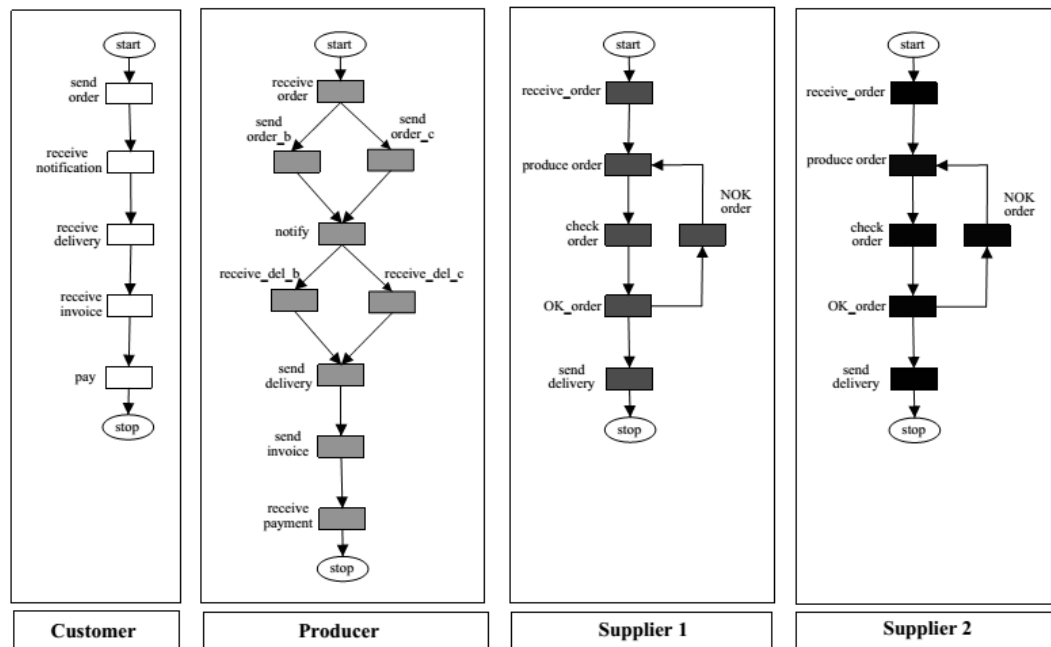 start
send
order
receive
notification
receive
delivery
receive
invoice
pay
stop
Customer
start
receive
order
send
order_b
send
order_c
notify
receive_del_b
receive_del_c
send
delivery
send
invoice
receive
payment
stop
Producer
start
receive_order
produce order
NOK
order
check
order
OK_order
send
delivery
stop
Supplier 1
start
receive_order
produce order
NOK
order
check
order
OK_order
send
delivery
stop
Supplier 2